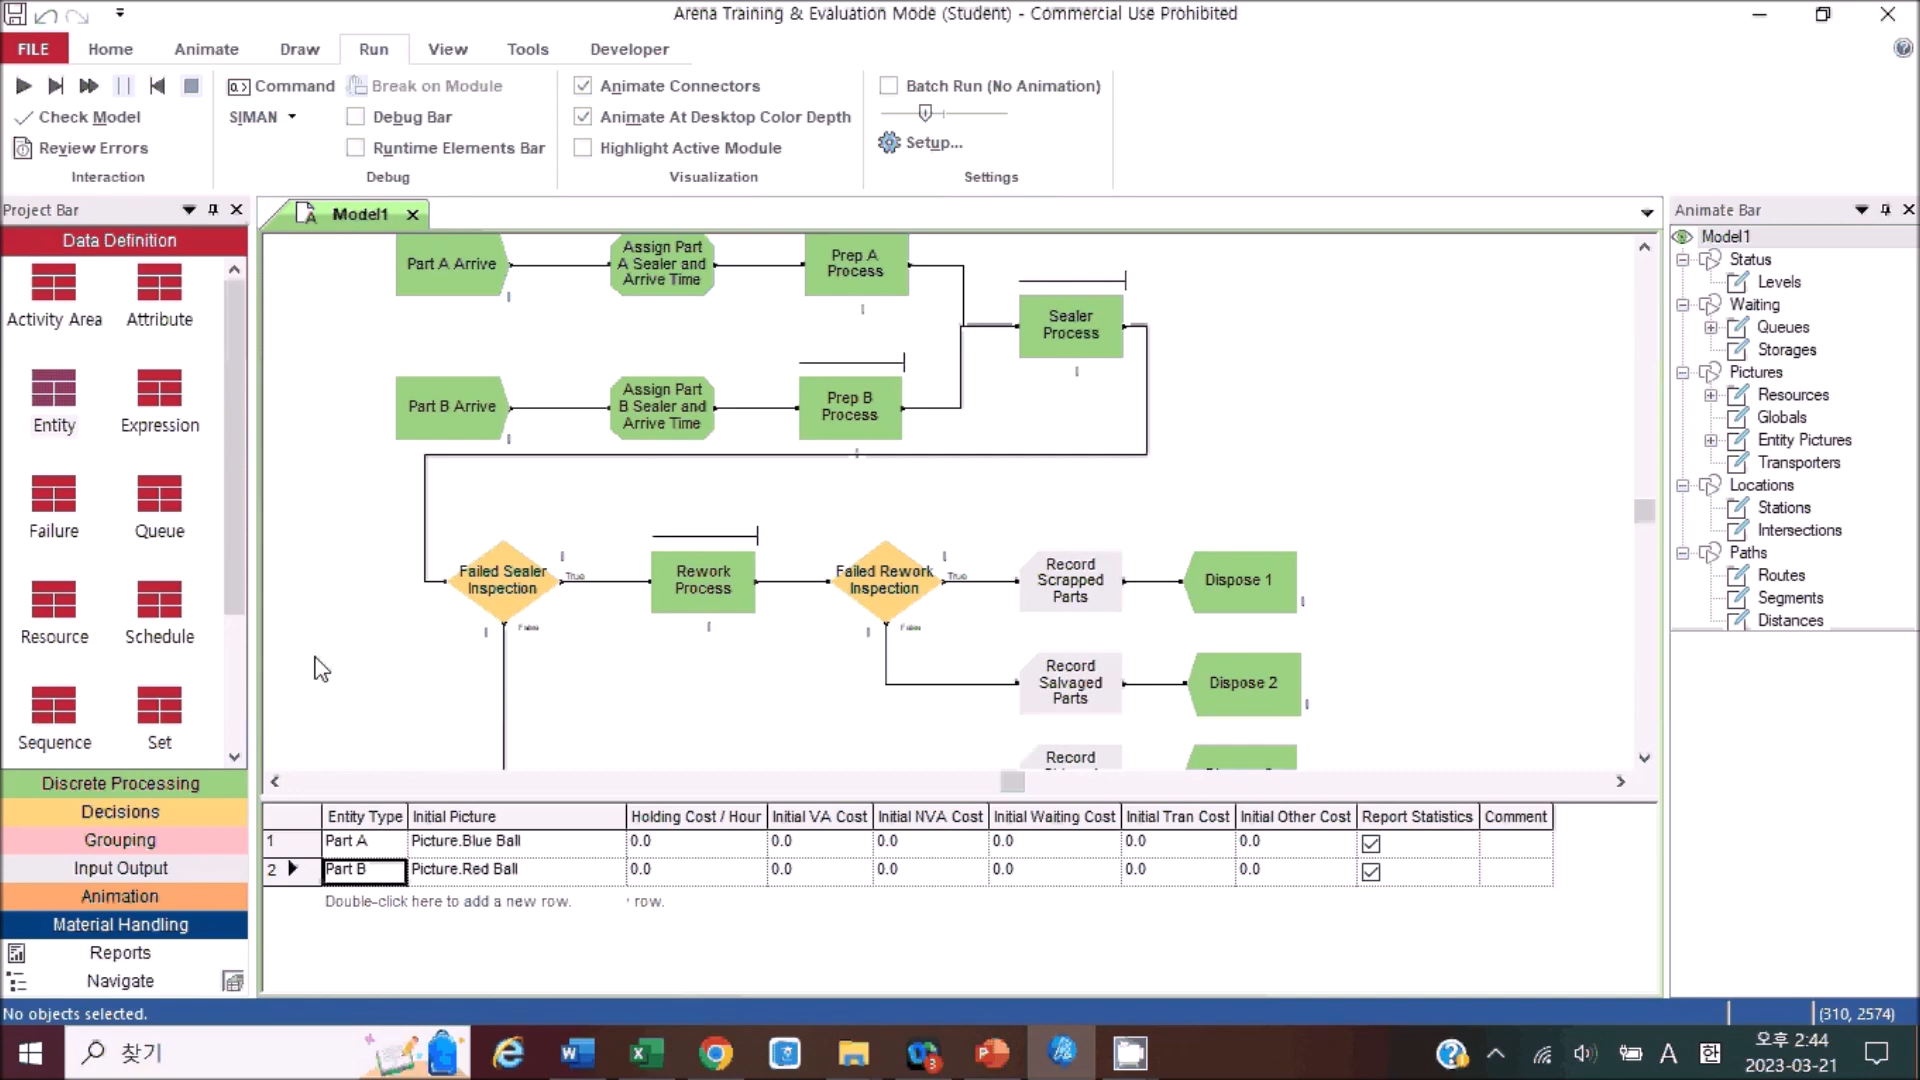 Arena Training & Evaluation Mode (Student) - Commercial Use Prohibited
FILE Home Animate Draw Run View Tools Developer
Command Break on Module Animate Connectors Batch Run (No Animation)
Check Model SIMAN Debug Bar Animate At Desktop Color Depth
Review Errors Runtime Elements Bar Highlight Active Module Setup...
Interaction Debug Visualization Settings
Project Bar
Data Definition
Activity Area Attribute
Entity Expression
Failure Queue
Resource Schedule
Sequence Set
Discrete Processing
Decisions
Grouping
Input Output
Animation
Material Handling
Reports
Navigate
Model1
Part A Arrive
Assign Part
A Sealer and
Arrive Time
Prep A
Process
Sealer
Process
Part B Arrive
Assign Part
B Sealer and
Arrive Time
Prep B
Process
Failed Sealer
Inspection
True
False
Rework
Process
Failed Rework
Inspection
True
False
Record
Scrapped
Parts
Dispose 1
Record
Salvaged
Parts
Dispose 2
Record
Entity Type Initial Picture Holding Cost / Hour Initial VA Cost Initial NVA Cost Initial Waiting Cost Initial Tran Cost Initial Other Cost Report Statistics Comment
1 Part A Picture.Blue Ball 0.0 0.0 0.0 0.0 0.0 0.0
2 Part B Picture.Red Ball 0.0 0.0 0.0 0.0 0.0 0.0
Double-click here to add a new row. row.
Animate Bar
Model1
Status
Levels
Waiting
Queues
Storages
Pictures
Resources
Globals
Entity Pictures
Transporters
Locations
Stations
Intersections
Paths
Routes
Segments
Distances
No objects selected. (310, 2574)
찾기
3
A 한
오후 2:44
2023-03-21